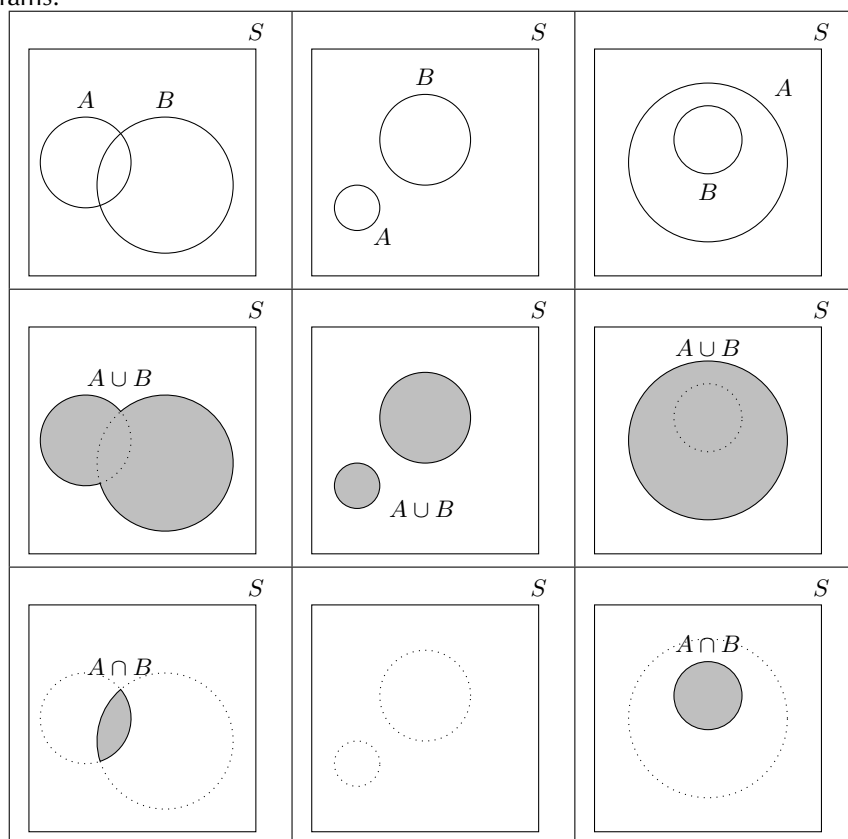 rams:
S S S
A B B A
A B
S S S
A ∪ B A ∪ B
A ∪ B
S S S
A ∩ B A ∩ B